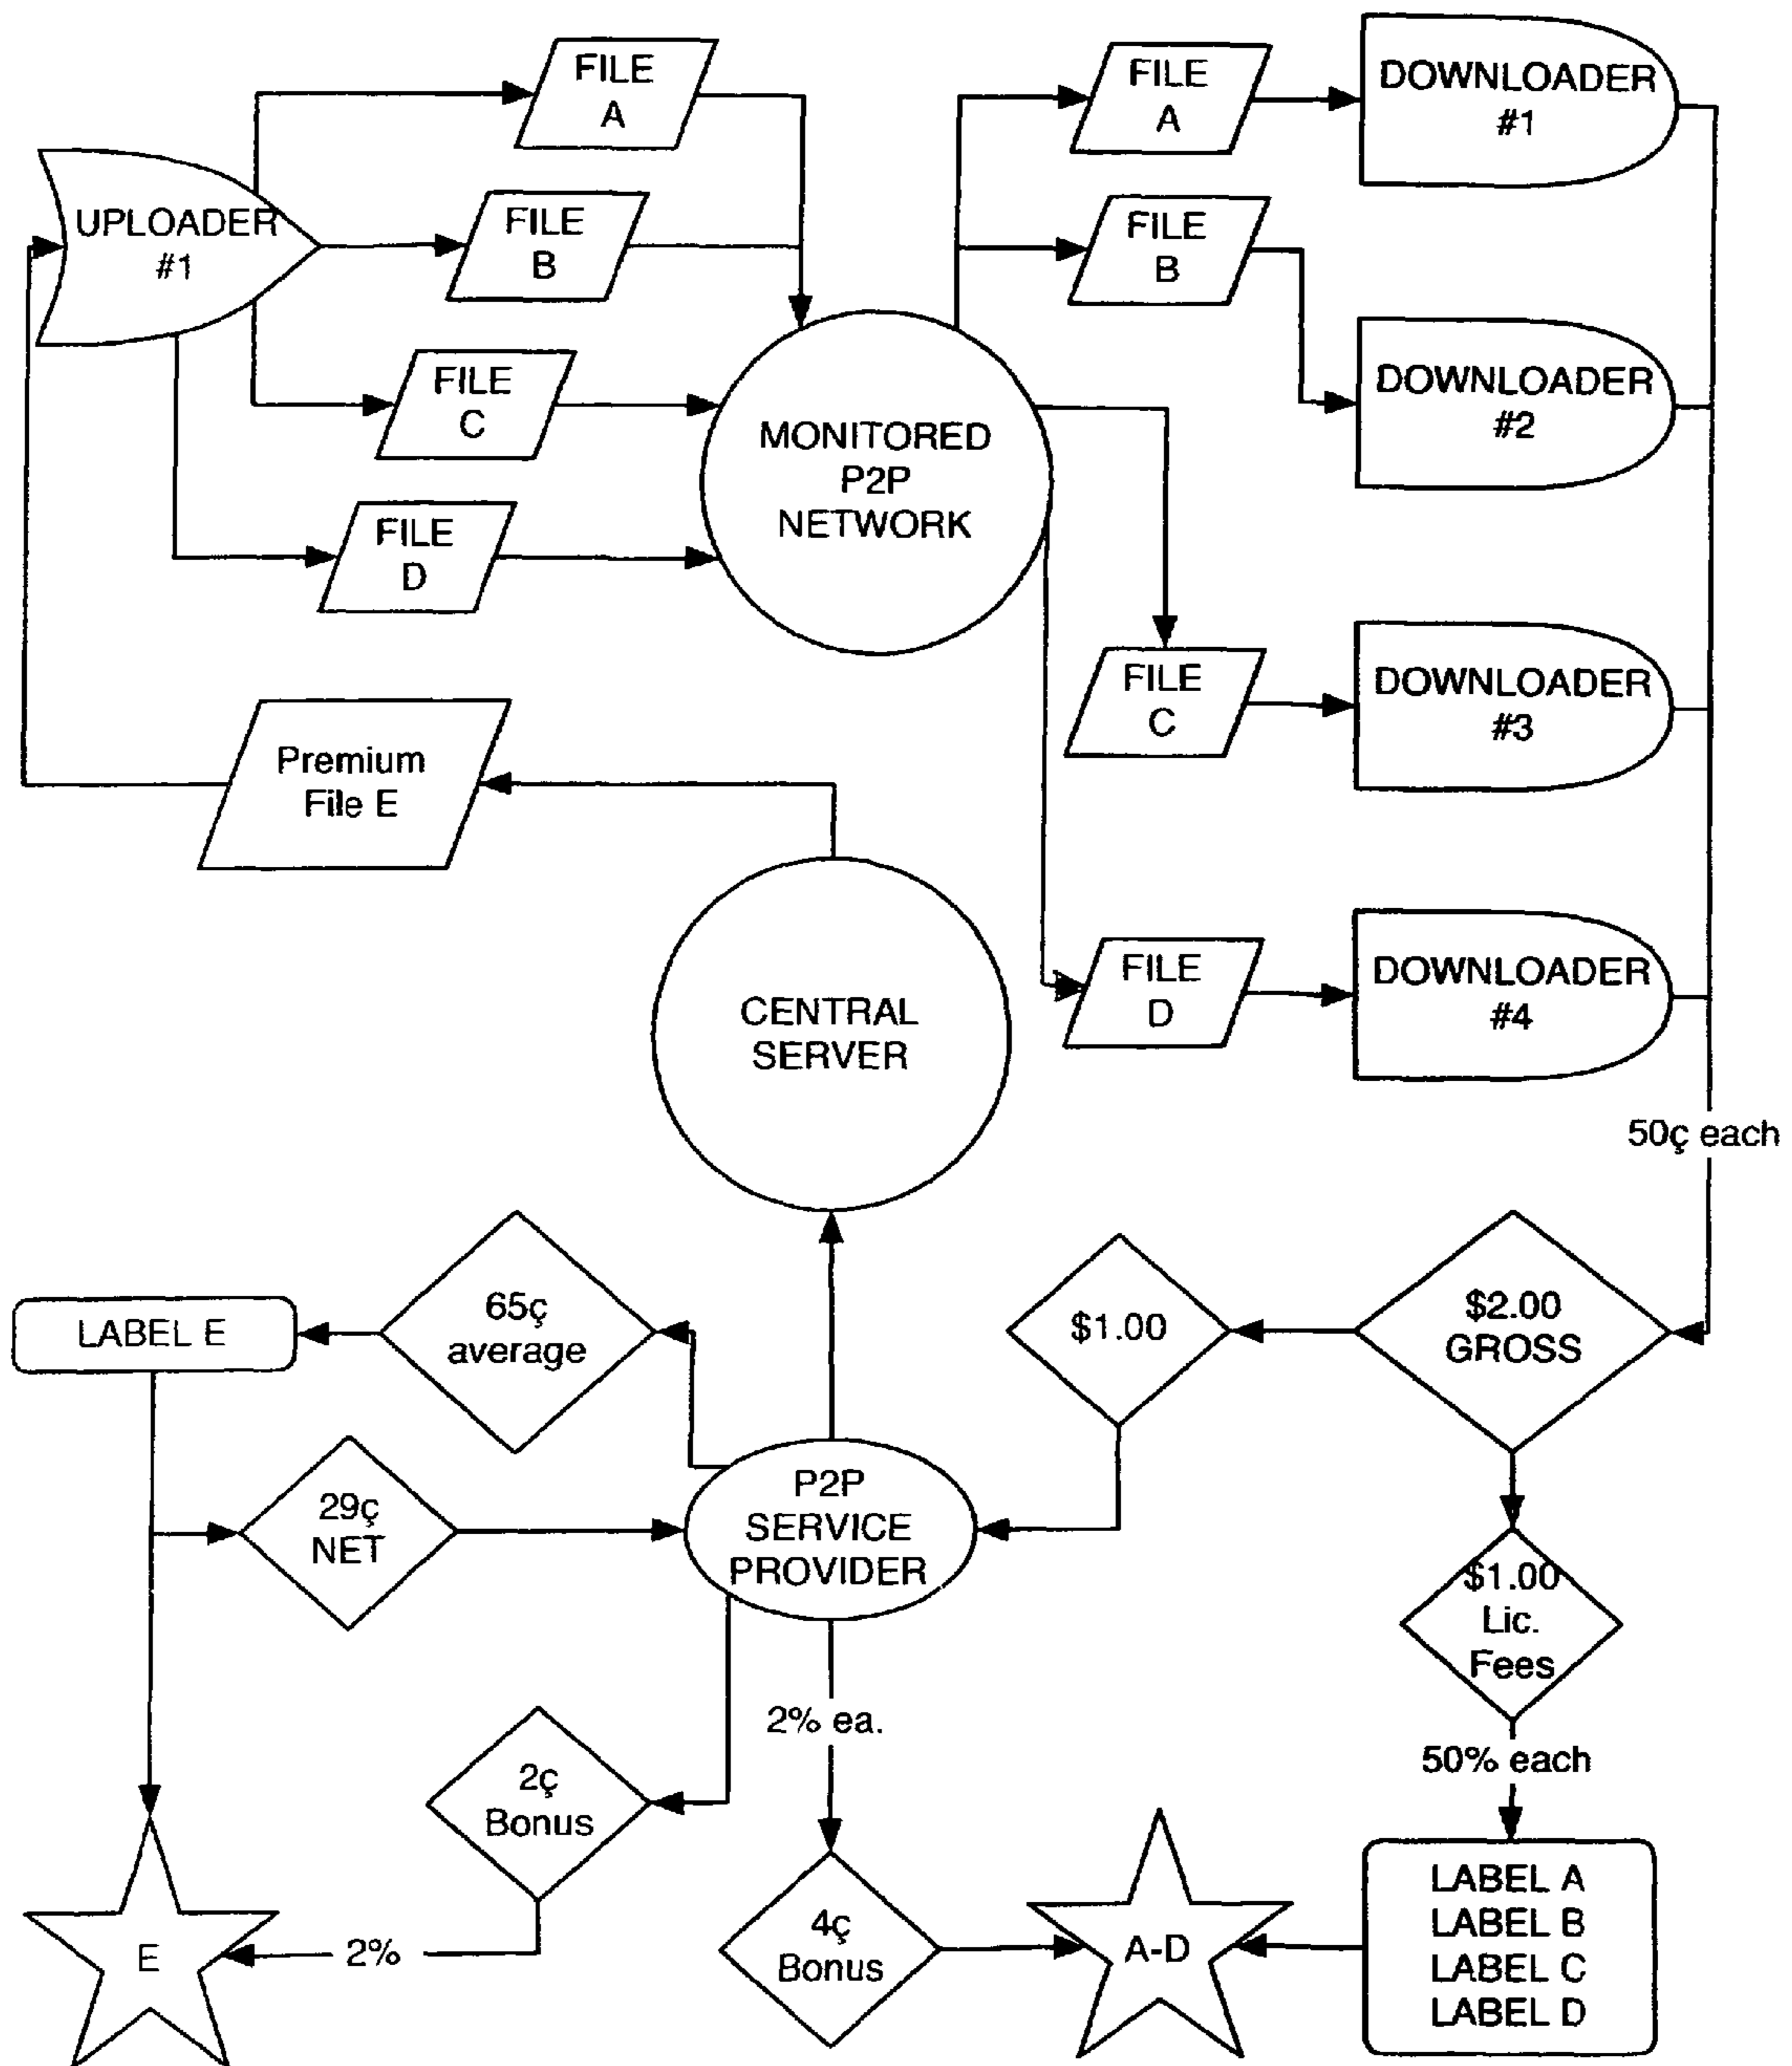 FILE
A
FILE
A
DOWNLOADER
#1
UPLOADER
#1
FILE
B
FILE
B
FILE
C
MONITORED
P2P
NETWORK
DOWNLOADER
#2
FILE
D
FILE
C
DOWNLOADER
#3
Premium
File E
FILE
D
DOWNLOADER
#4
CENTRAL
SERVER
50ç each
LABEL E
65ç
average
$1.00
$2.00
GROSS
29ç
NET
P2P
SERVICE
PROVIDER
$1.00
Lic.
Fees
2% ea.
50% each
2ç
Bonus
E
2%
4ç
Bonus
A-D
LABEL A
LABEL B
LABEL C
LABEL D